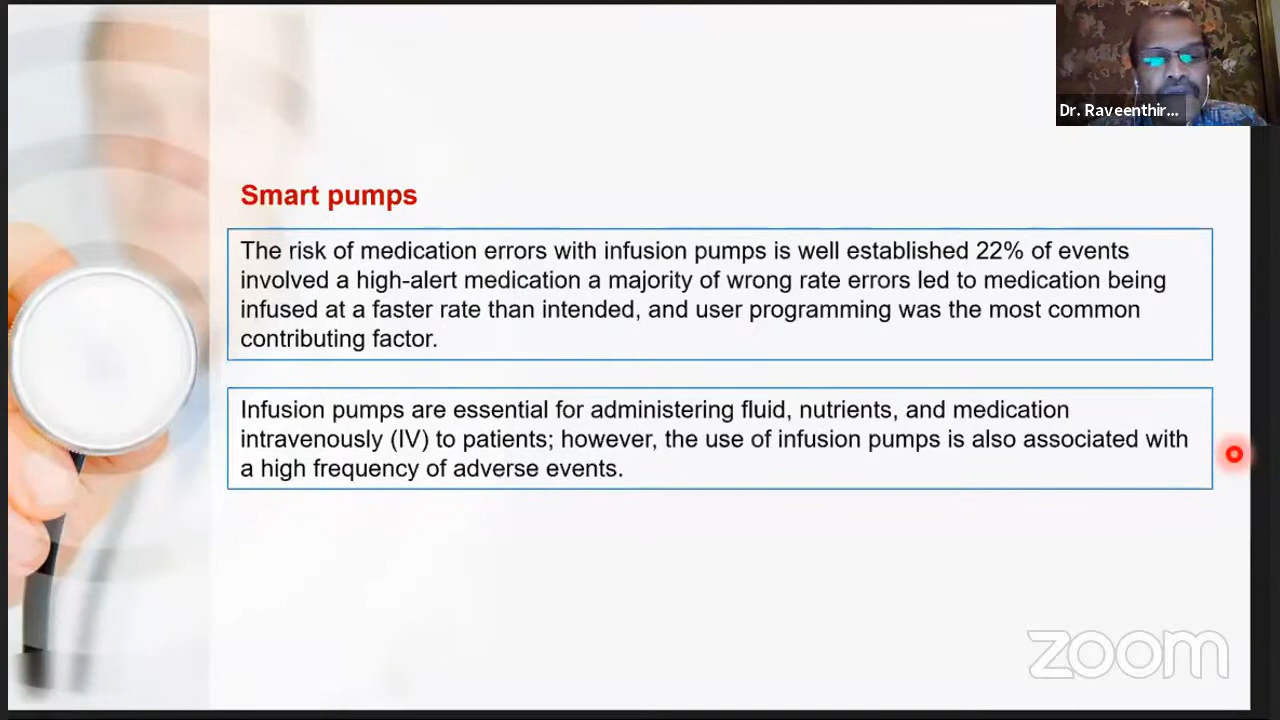 Dr. Raveenthir...
Smart pumps
The risk of medication errors with infusion pumps is well established 22% of events
involved a high-alert medication a majority of wrong rate errors led to medication being
infused at a faster rate than intended, and user programming was the most common
contributing factor.
Infusion pumps are essential for administering fluid, nutrients, and medication
intravenously (IV) to patients; however, the use of infusion pumps is also associated with
a high frequency of adverse events.
zoom